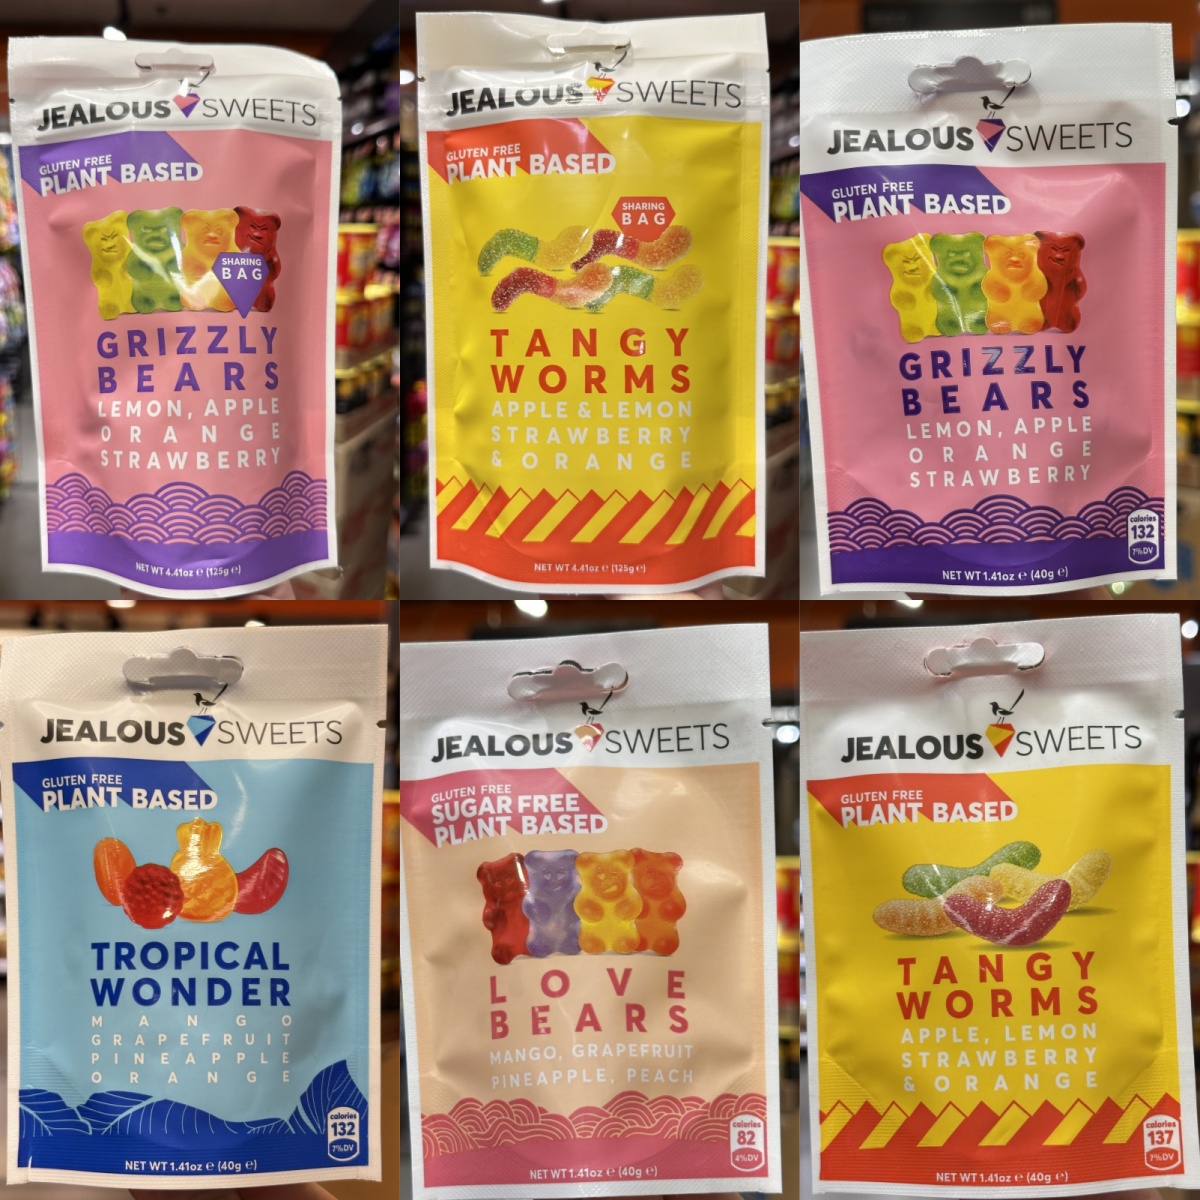 JEALOUS SWEETS
GLUTEN FREE
PLANT BASED
SHARING
BAG
GRIZZLY
BEARS
LEMON, APPLE
ORANGE
STRAWBERRY
NET WT 4.41oz ℮ (125g ℮)
JEALOUS SWEETS
GLUTEN FREE
PLANT BASED
SHARING
BAG
TANGY
WORMS
APPLE & LEMON
STRAWBERRY
& ORANGE
NET WT 4.41oz ℮ (125g ℮)
JEALOUS SWEETS
GLUTEN FREE
PLANT BASED
GRIZZLY
BEARS
LEMON, APPLE
ORANGE
STRAWBERRY
calories
132
7%DV
NET WT 1.41oz ℮ (40g ℮)
JEALOUS SWEETS
GLUTEN FREE
PLANT BASED
TROPICAL
WONDER
MANGO
GRAPEFRUIT
PINEAPPLE
ORANGE
calories
132
7%DV
NET WT 1.41oz ℮ (40g ℮)
JEALOUS SWEETS
GLUTEN FREE
SUGAR FREE
PLANT BASED
LOVE
BEARS
MANGO, GRAPEFRUIT
PINEAPPLE, PEACH
calories
82
4%DV
NET WT 1.41oz ℮ (40g ℮)
JEALOUS SWEETS
GLUTEN FREE
PLANT BASED
TANGY
WORMS
APPLE, LEMON
STRAWBERRY
& ORANGE
calories
137
7%DV
NET WT 1.41oz ℮ (40g ℮)